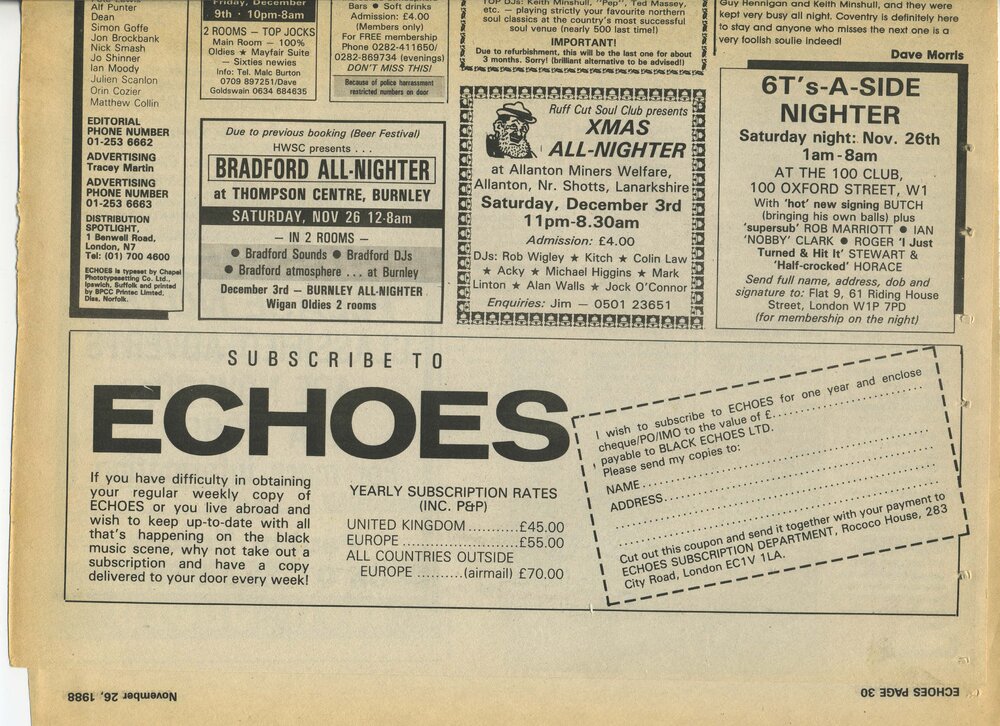 Alf Punter
Dean
Simon Goffe
Jon Brockbank
Nick Smash
Jo Shinner
Ian Moody
Julien Scanlon
Orin Cozier
Matthew Collin
EDITORIAL
PHONE NUMBER
01-253 6662
ADVERTISING
Tracey Martin
ADVERTISING
PHONE NUMBER
01-253 6663
DISTRIBUTION
SPOTLIGHT,
1 Benwell Road,
London, N7
Tel: (01) 700 4600
ECHOES is typeset by Chapel
Phototypesetting Co. Ltd.,
Ipswich, Suffolk and printed
by BPCC Printec Limted,
Diss, Norfolk.
Friday, December
9th · 10pm-8am
2 ROOMS — TOP JOCKS
Main Room — 100%
Oldies ★ Mayfair Suite
— Sixties newies
Info: Tel. Malc Burton
0709 897251/Dave
Goldswain 0634 684635
Bars ● Soft drinks
Admission: £4.00
(Members only)
For FREE membership
Phone 0282-411650/
0282-869734 (evenings)
DON'T MISS THIS!
Because of police harrassment
restricted numbers on door
Due to previous booking (Beer Festival)
HWSC presents . . .
BRADFORD ALL-NIGHTER
at THOMPSON CENTRE, BURNLEY
SATURDAY, NOV 26 12-8am
— IN 2 ROOMS —
● Bradford Sounds ● Bradford DJs
● Bradford atmosphere . . . at Burnley
December 3rd — BURNLEY ALL-NIGHTER
Wigan Oldies 2 rooms
TOP DJs: Keith Minshull, "Pep", Ted Massey,
etc. — playing strictly your favourite northern
soul classics at the country's most successful
soul venue (nearly 500 last time!)
IMPORTANT!
Due to refurbishment, this will be the last one for about
3 months. Sorry! (brilliant alternative to be advised!)
Ruff Cut Soul Club presents
XMAS
ALL-NIGHTER
at Allanton Miners Welfare,
Allanton, Nr. Shotts, Lanarkshire
Saturday, December 3rd
11pm-8.30am
Admission: £4.00
DJs: Rob Wigley ★ Kitch ★ Colin Law
★ Acky ★ Michael Higgins ★ Mark
Linton ★ Alan Walls ★ Jock O'Connor
Enquiries: Jim — 0501 23651
Guy Hennigan and Keith Minshull, and they were
kept very busy all night. Coventry is definitely here
to stay and anyone who misses the next one is a
very foolish soulie indeed!
Dave Morris
6T's-A-SIDE
NIGHTER
Saturday night: Nov. 26th
1am-8am
AT THE 100 CLUB,
100 OXFORD STREET, W1
With 'hot' new signing BUTCH
(bringing his own balls) plus
'supersub' ROB MARRIOTT ● IAN
'NOBBY' CLARK ● ROGER 'I Just
Turned & Hit It' STEWART &
'Half-crocked' HORACE
Send full name, address, dob and
signature to: Flat 9, 61 Riding House
Street, London W1P 7PD
(for membership on the night)
SUBSCRIBE TO
ECHOES
If you have difficulty in obtaining
your regular weekly copy of
ECHOES or you live abroad and
wish to keep up-to-date with all
that's happening on the black
music scene, why not take out a
subscription and have a copy
delivered to your door every week!
YEARLY SUBSCRIPTION RATES
(INC. P&P)
UNITED KINGDOM ...........£45.00
EUROPE .........................£55.00
ALL COUNTRIES OUTSIDE
EUROPE ..........(airmail) £70.00
I wish to subscribe to ECHOES for one year and enclose
cheque/PO/IMO to the value of £..............................
payable to BLACK ECHOES LTD.
Please send my copies to:
NAME..............................
ADDRESS..............................
Cut out this coupon and send it together with your payment to
ECHOES SUBSCRIPTION DEPARTMENT, Rococo House, 283
City Road, London EC1V 1LA.
November 26, 1988
ECHOES PAGE 30